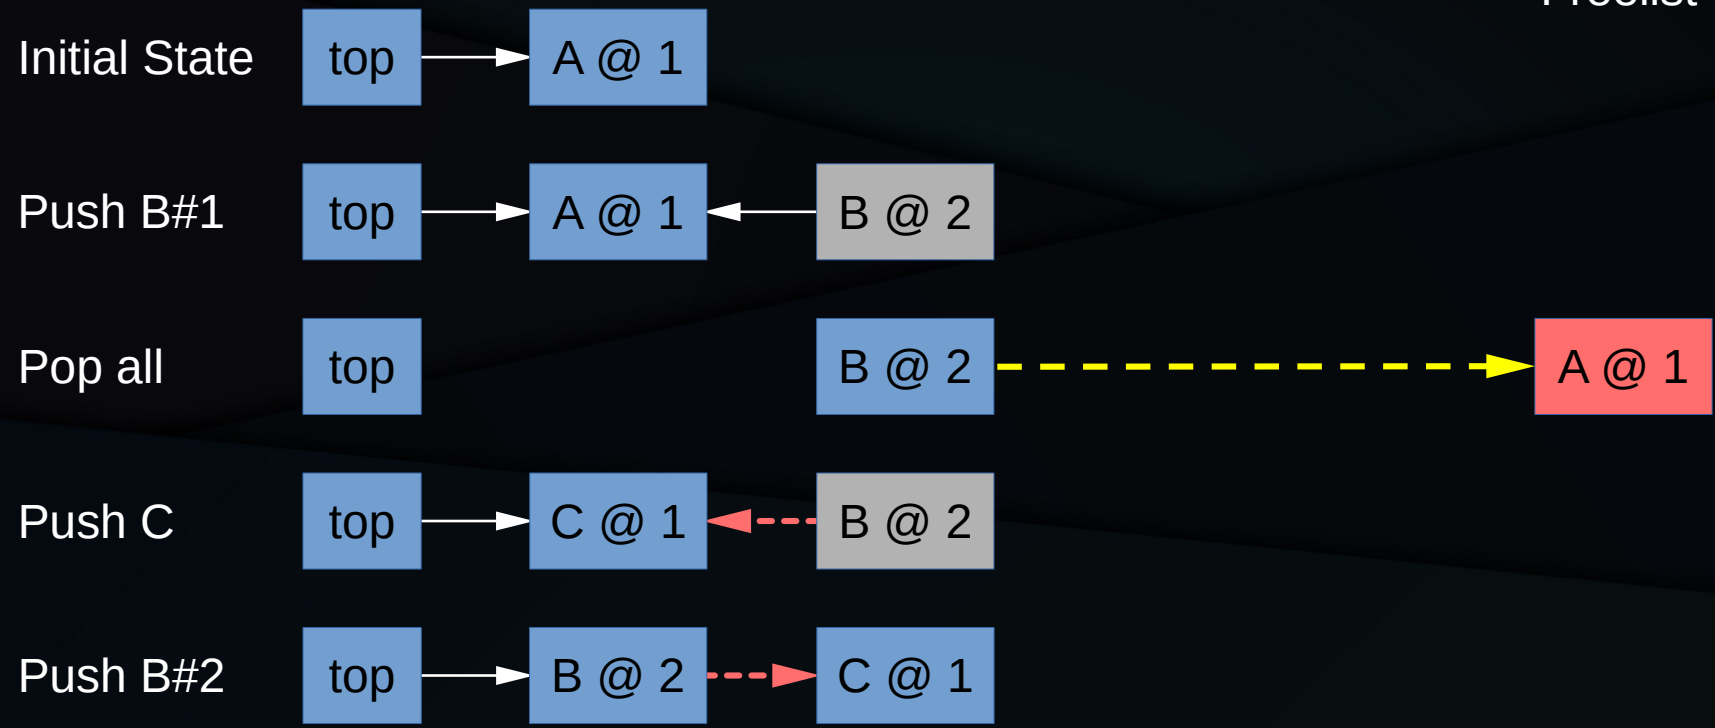 Initial State top A @ 1
Push B#1 top A @ 1 B @ 2
Pop all top B @ 2 A @ 1
Push C top C @ 1 B @ 2
Push B#2 top B @ 2 C @ 1